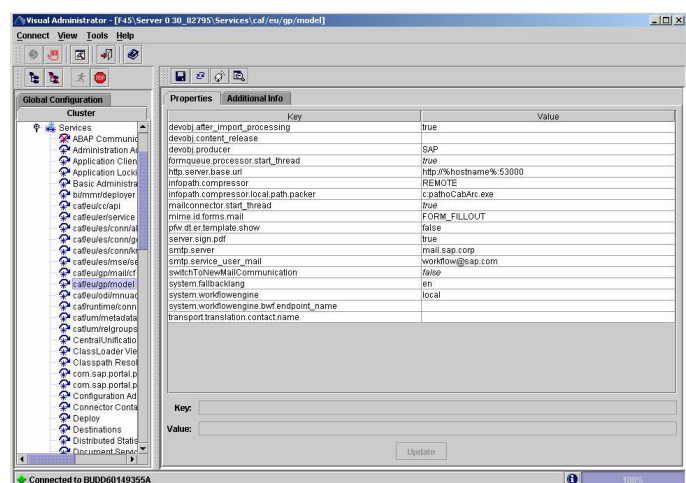 Visual Administrator - [F45\Server 0 30_82795\Services\caf/eu/gp/model]
Connect View Tools Help
Global Configuration
Cluster
Services
ABAP Communic
Administration Ad
Application Clien
Application Locki
Basic Administra
bi/mmr/deployer
caf/eu/cc/api
caf/eu/er/service
caf/eu/es/conn/al
caf/eu/es/conn/g
caf/eu/es/conn/kr
caf/eu/es/mse/se
caf/eu/gp/mail/cf
caf/eu/gp/model
caf/eu/odi/mnuac
caf/runtime/conn
caf/um/metadata
caf/um/relgroups
CentralUnificatio
ClassLoader Vie
Classpath Resol
com.sap.portal.p
com.sap.portal.p
Configuration Ad
Connector Conta
Deploy
Destinations
Distributed Statis
Document Servic
Properties Additional Info
Key Value
devobj.after_import_processing true
devobj.content_release
devobj.producer SAP
formqueue.processor.start_thread true
http.server.base.url http://%hostname%:53000
infopath.compressor REMOTE
infopath.compressor.local.path.packer c:pathoCabArc.exe
mailconnector.start_thread true
mime.id.forms.mail FORM_FILLOUT
pfw.dt.er.template.show false
server.sign.pdf true
smtp.server mail.sap.corp
smtp.service_user_mail workflow@sap.com
switchToNewMailCommunication false
system.fallbacklang en
system.workflowengine local
system.workflowengine.bwf.endpoint_name
transport.translation.contact.name
Key:
Value:
Update
Connected to BUDD60149355A
100%